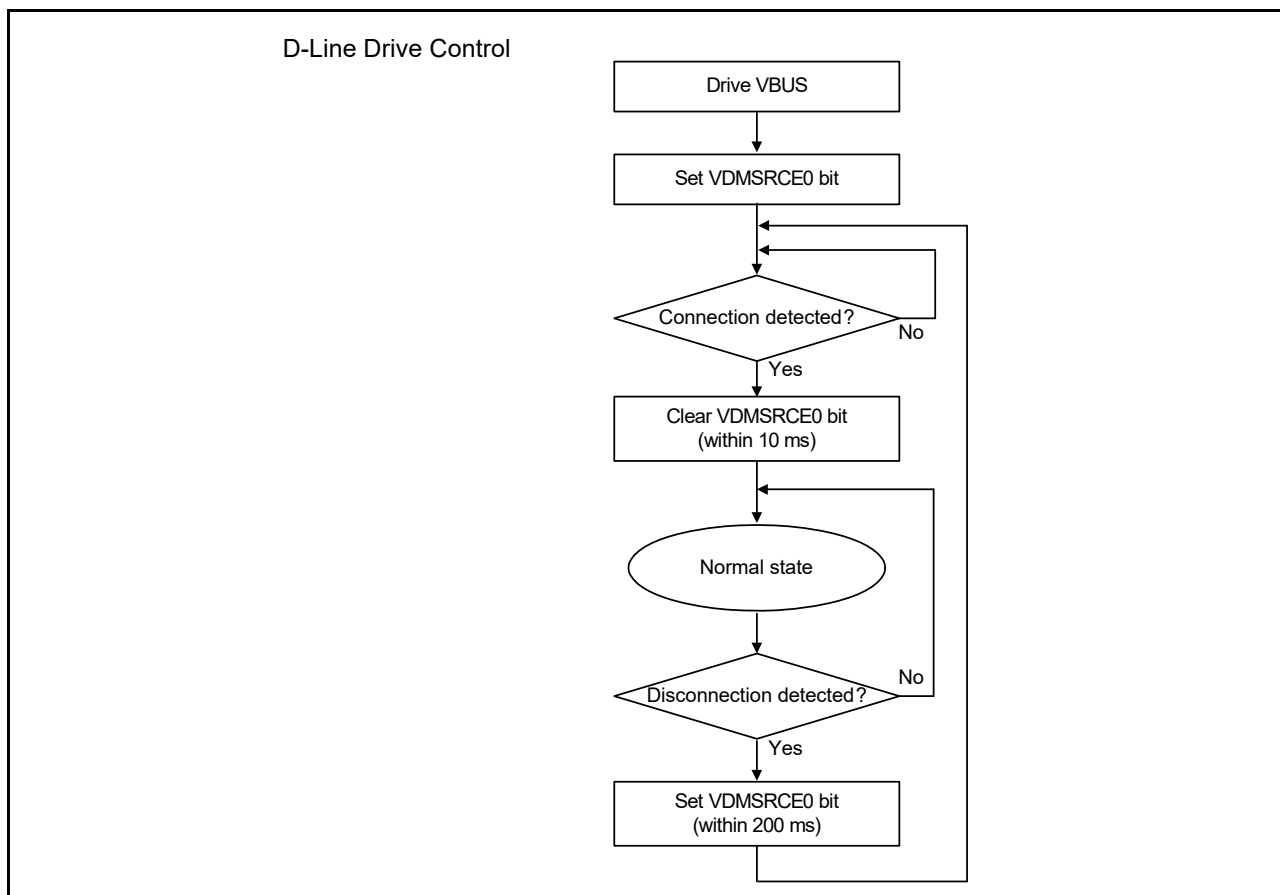 D-Line Drive Control
Drive VBUS
Set VDMSRCE0 bit
Connection detected?
No
Yes
Clear VDMSRCE0 bit
(within 10 ms)
Normal state
Disconnection detected?
No
Yes
Set VDMSRCE0 bit
(within 200 ms)